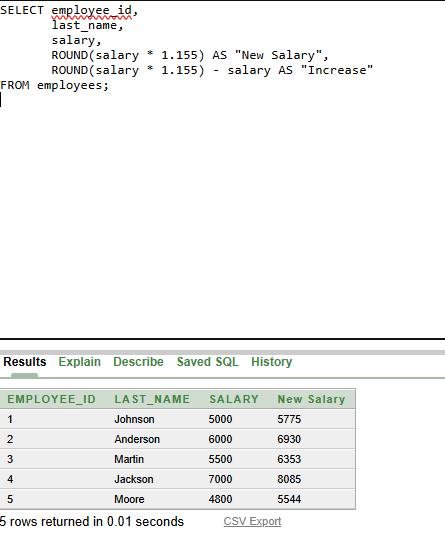 SELECT employee_id,
last_name,
salary,
ROUND(salary * 1.155) AS "New Salary",
ROUND(salary * 1.155) - salary AS "Increase"
FROM employees;
Results Explain Describe Saved SQL History
EMPLOYEE_ID LAST_NAME SALARY New Salary
1 Johnson 5000 5775
2 Anderson 6000 6930
3 Martin 5500 6353
4 Jackson 7000 8085
5 Moore 4800 5544
5 rows returned in 0.01 seconds CSV Export